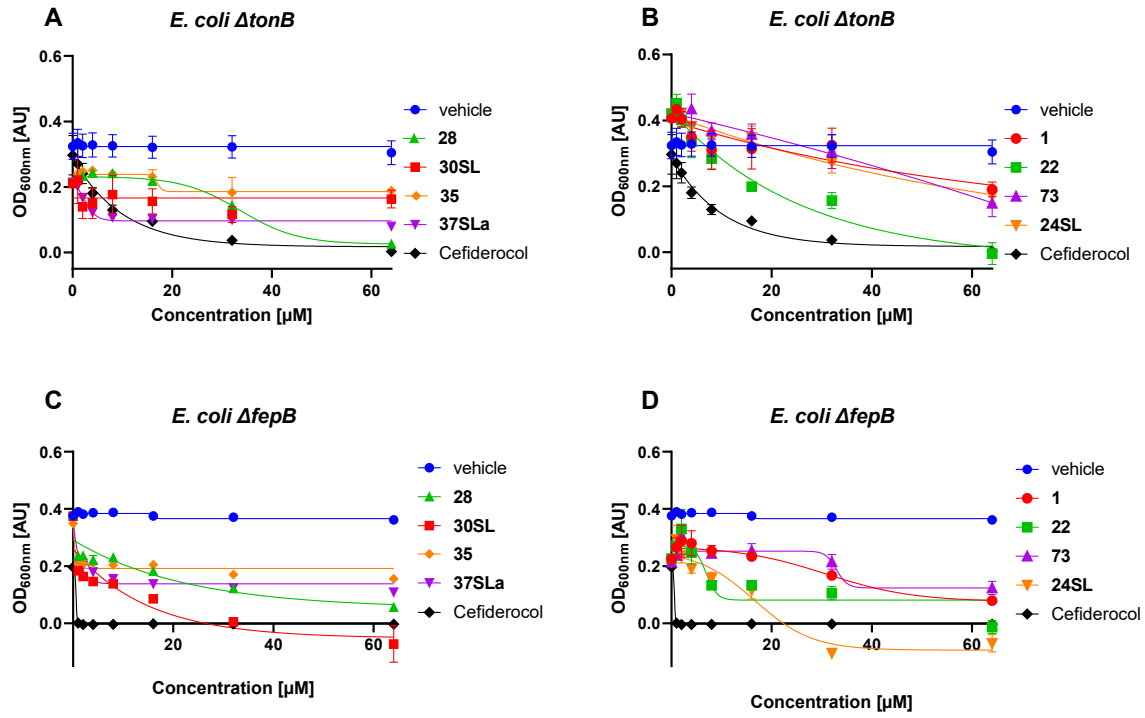 A
E. coli ΔtonB
OD600nm [AU]
0.6
0.4
0.2
0.0
0
20
40
60
Concentration [µM]
vehicle
28
30SL
35
37SLa
Cefiderocol
B
E. coli ΔtonB
OD600nm [AU]
0.6
0.4
0.2
0.0
0
20
40
60
Concentration [µM]
vehicle
1
22
73
24SL
Cefiderocol
C
E. coli ΔfepB
OD600nm [AU]
0.6
0.4
0.2
0.0
20
40
60
Concentration [µM]
vehicle
28
30SL
35
37SLa
Cefiderocol
D
E. coli ΔfepB
OD600nm [AU]
0.6
0.4
0.2
0.0
20
40
60
Concentration [µM]
vehicle
1
22
73
24SL
Cefiderocol